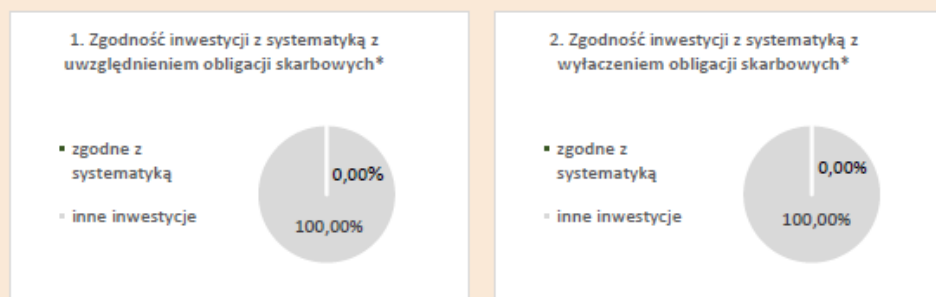 1. Zgodność inwestycji z systematyką z
uwzględnieniem obligacji skarbowych*
zgodne z
systematyką
0,00%
inne inwestycje
100,00%
2. Zgodność inwestycji z systematyką z
wyłaczeniem obligacji skarbowych*
zgodne z
systematyką
0,00%
inne inwestycje
100,00%